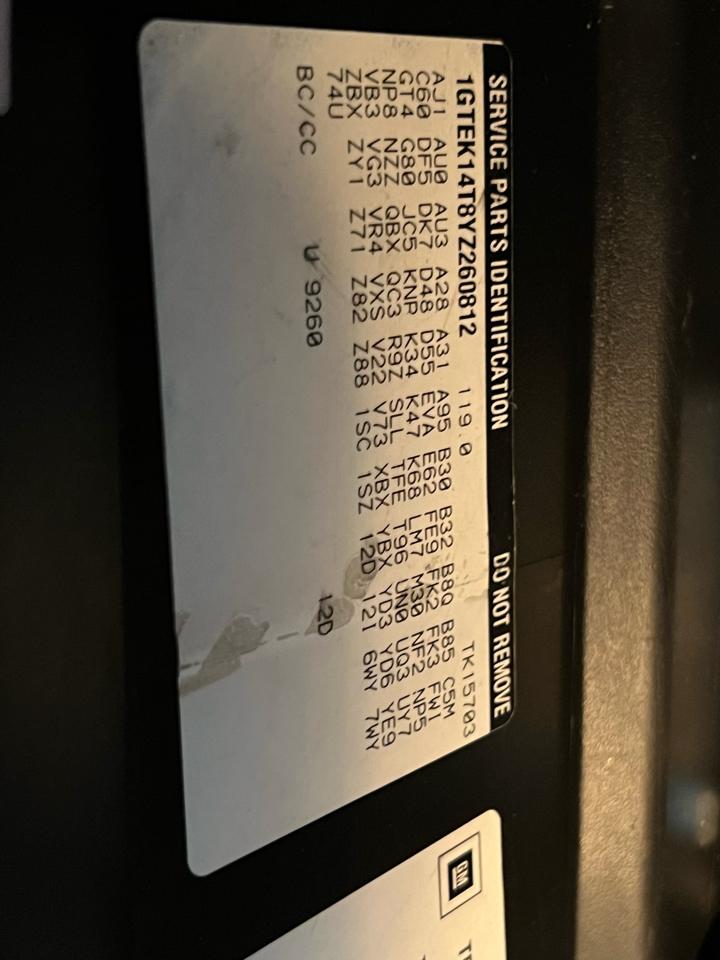 SERVICE PARTS IDENTIFICATION DO NOT REMOVE
1GTEK14T8YZ260812 119.0 TK15703
AJ1 AU0 AU3 A28 A31 A95 B30 B32 B8Q B85 C5M
C60 DF5 DK7 D48 D55 EVA E62 FE9 FK2 FK3 FW1
GT4 G80 JC5 KNP K34 K47 K68 LM7 M30 NF2 NP5
NP8 NZZ QBX QC3 R9Z SLL TFE T96 UN0 UQ3 UY7
VB3 VG3 VR4 VXS V22 V73 XBX YBX YD3 YD6 YE9
ZBX ZY1 Z71 Z82 Z88 1SC 1SZ 12D 121 6WY 7WY
74U
BC/CC U 9260 12D
GM